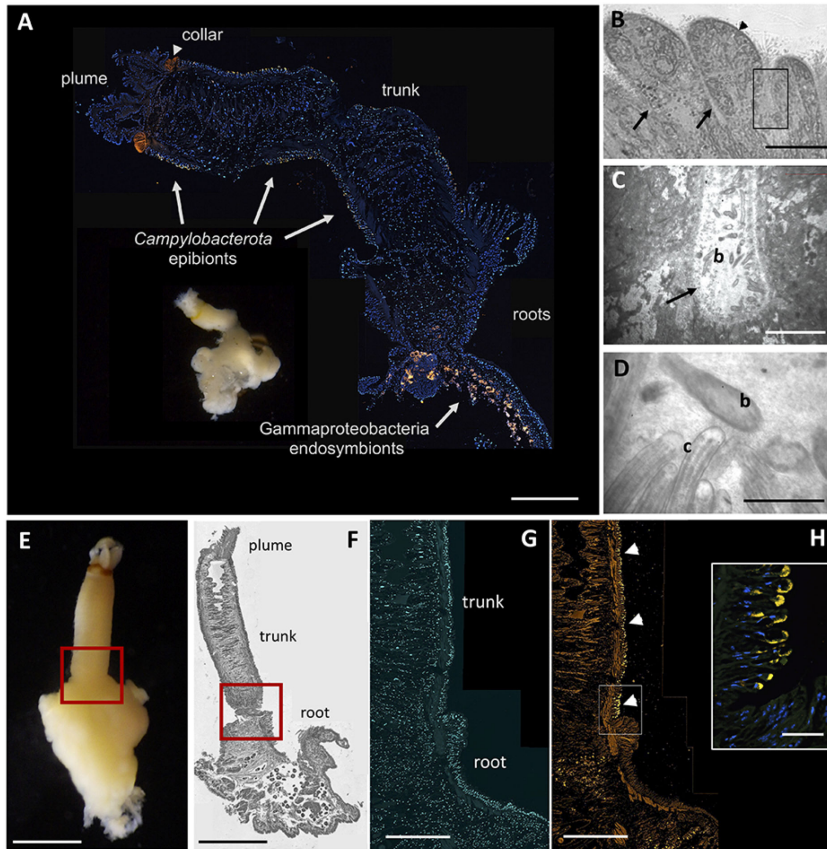 A
collar
plume
trunk
Campylobacterota
epibionts
roots
Gammaproteobacteria
endosymbionts
B
C
b
D
b
c
E
F
plume
trunk
root
G
trunk
root
H